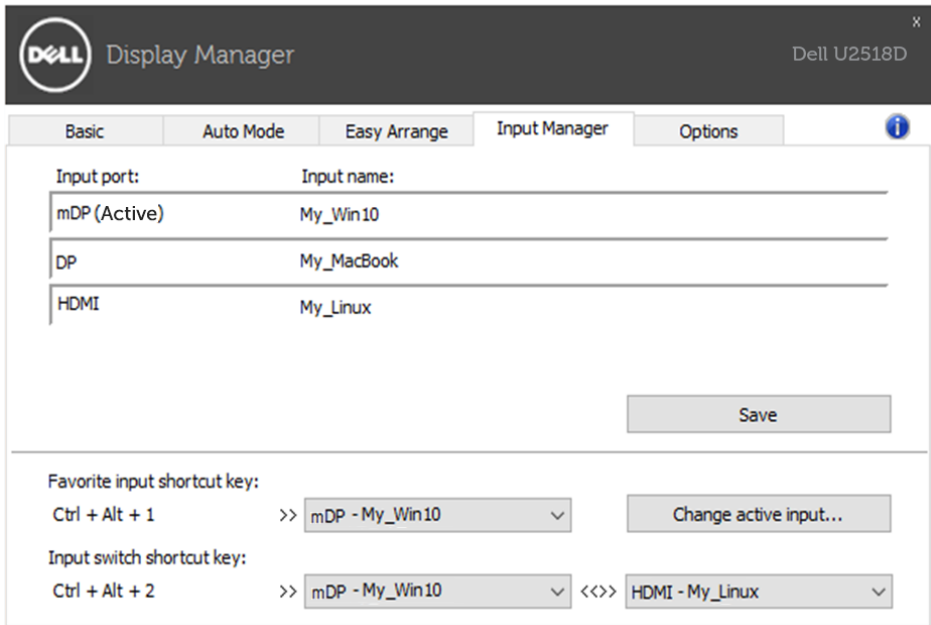 x
DELL Display Manager Dell U2518D
Basic Auto Mode Easy Arrange Input Manager Options i
Input port: Input name:
mDP (Active) My_Win10
DP My_MacBook
HDMI My_Linux
Save
Favorite input shortcut key:
Ctrl + Alt + 1 >> mDP - My_Win10 Change active input...
Input switch shortcut key:
Ctrl + Alt + 2 >> mDP - My_Win10 <<>> HDMI - My_Linux